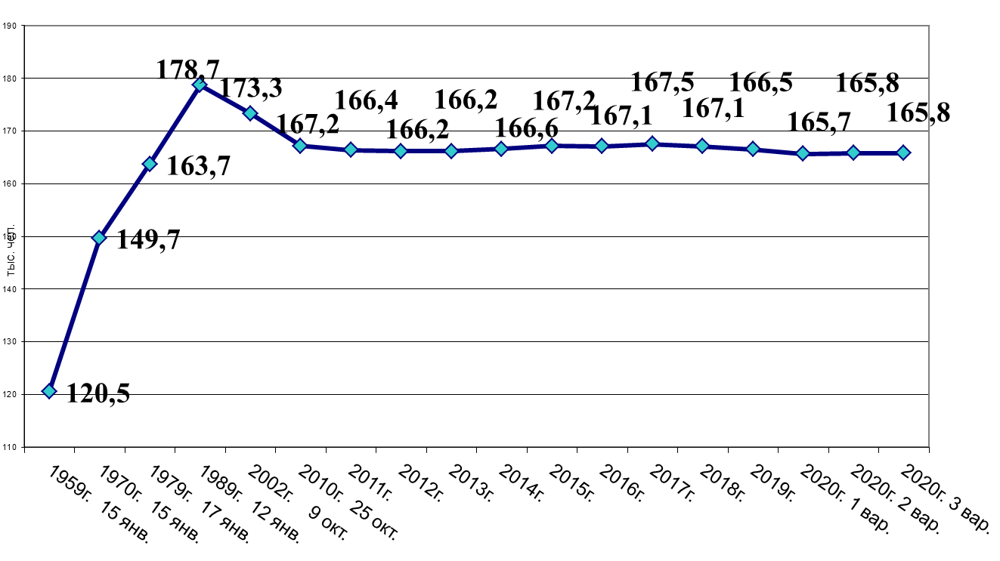 190
180
170
160
150
140
130
120
110
тыс. чел.
120,5
149,7
163,7
178,7
173,3
167,2
166,4
166,2
166,2
166,6
167,2
167,1
167,5
167,1
166,5
165,7
165,8
165,8
1959г. 15 янв.
1970г. 15 янв.
1979г. 17 янв.
1989г. 12 янв.
2002г. 9 окт.
2010г. 25 окт.
2011г.
2012г.
2013г.
2014г.
2015г.
2016г.
2017г.
2018г.
2019г.
2020г. 1 вар.
2020г. 2 вар.
2020г. 3 вар.